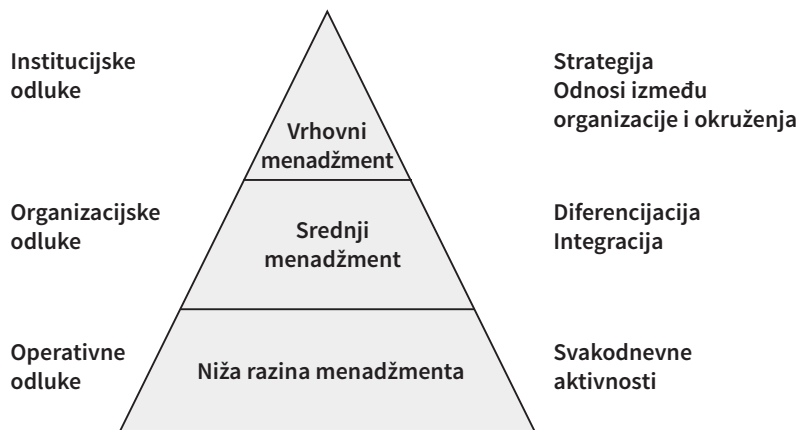 Institucijske
odluke
Vrhovni
menadžment
Strategija
Odnosi između
organizacije i okruženja
Organizacijske
odluke
Srednji
menadžment
Diferencijacija
Integracija
Operativne
odluke
Niža razina menadžmenta
Svakodnevne
aktivnosti